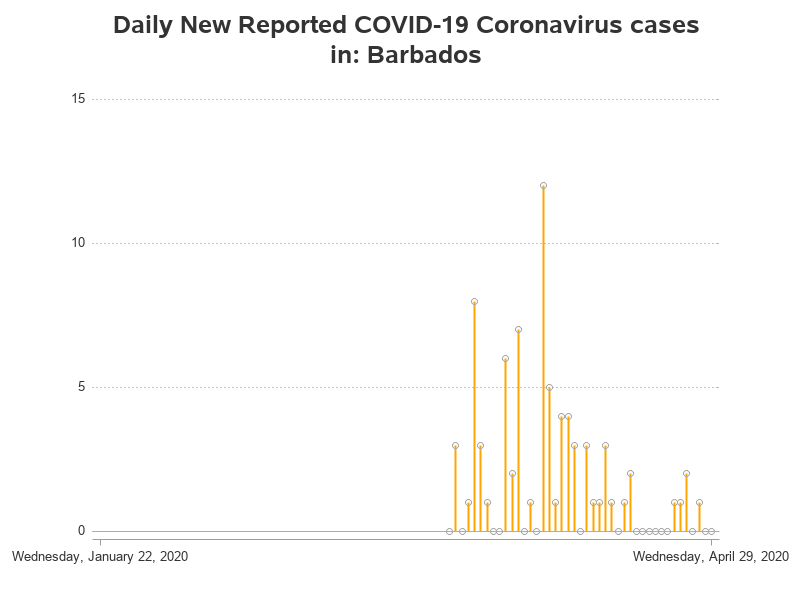 Daily New Reported COVID-19 Coronavirus cases
in: Barbados
15
10
5
0
Wednesday, January 22, 2020
Wednesday, April 29, 2020